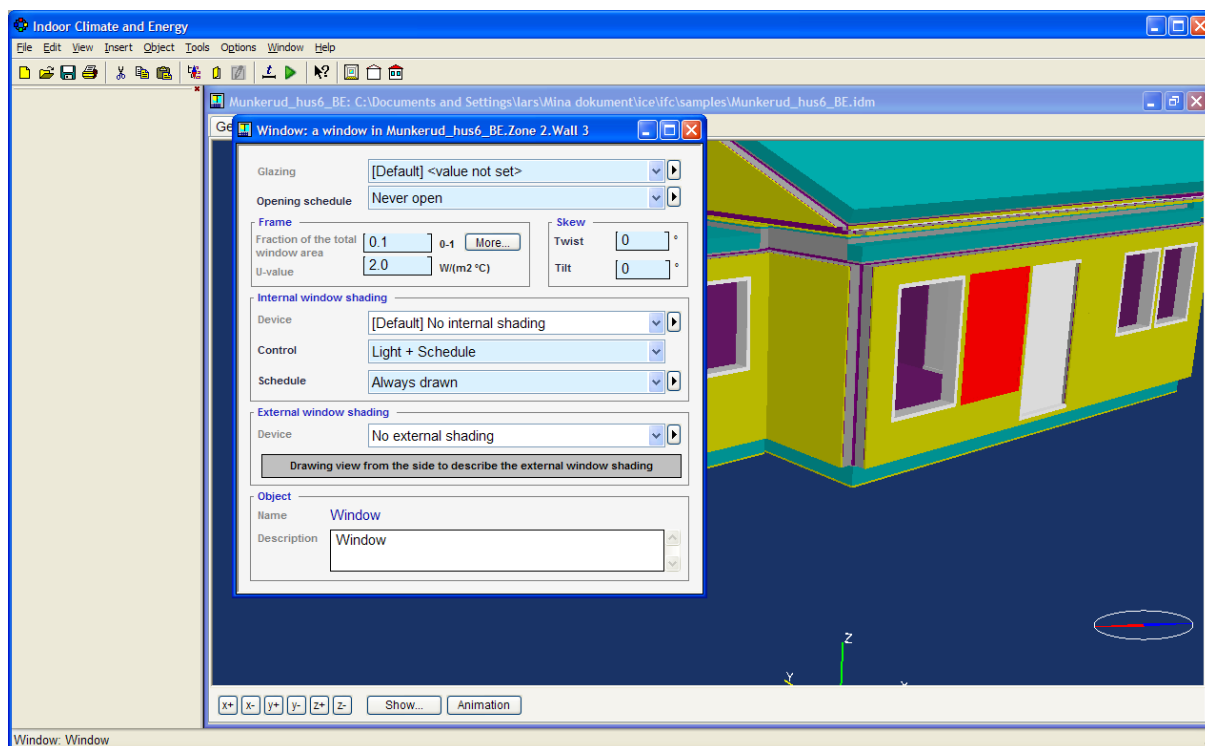 Indoor Climate and Energy
File Edit View Insert Object Tools Options Window Help
Munkerud_hus6_BE: C:\Documents and Settings\lars\Mina dokument\ice\ifc\samples\Munkerud_hus6_BE.idm
Ge
Window: a window in Munkerud_hus6_BE.Zone 2.Wall 3
Glazing [Default] <value not set>
Opening schedule Never open
Frame
Fraction of the total window area 0.1 0-1 More...
U-value 2.0 W/(m2 °C)
Skew
Twist 0 °
Tilt 0 °
Internal window shading
Device [Default] No internal shading
Control Light + Schedule
Schedule Always drawn
External window shading
Device No external shading
Drawing view from the side to describe the external window shading
Object
Name Window
Description Window
Z
Y
x+ x- y+ y- z+ z- Show... Animation
Window: Window